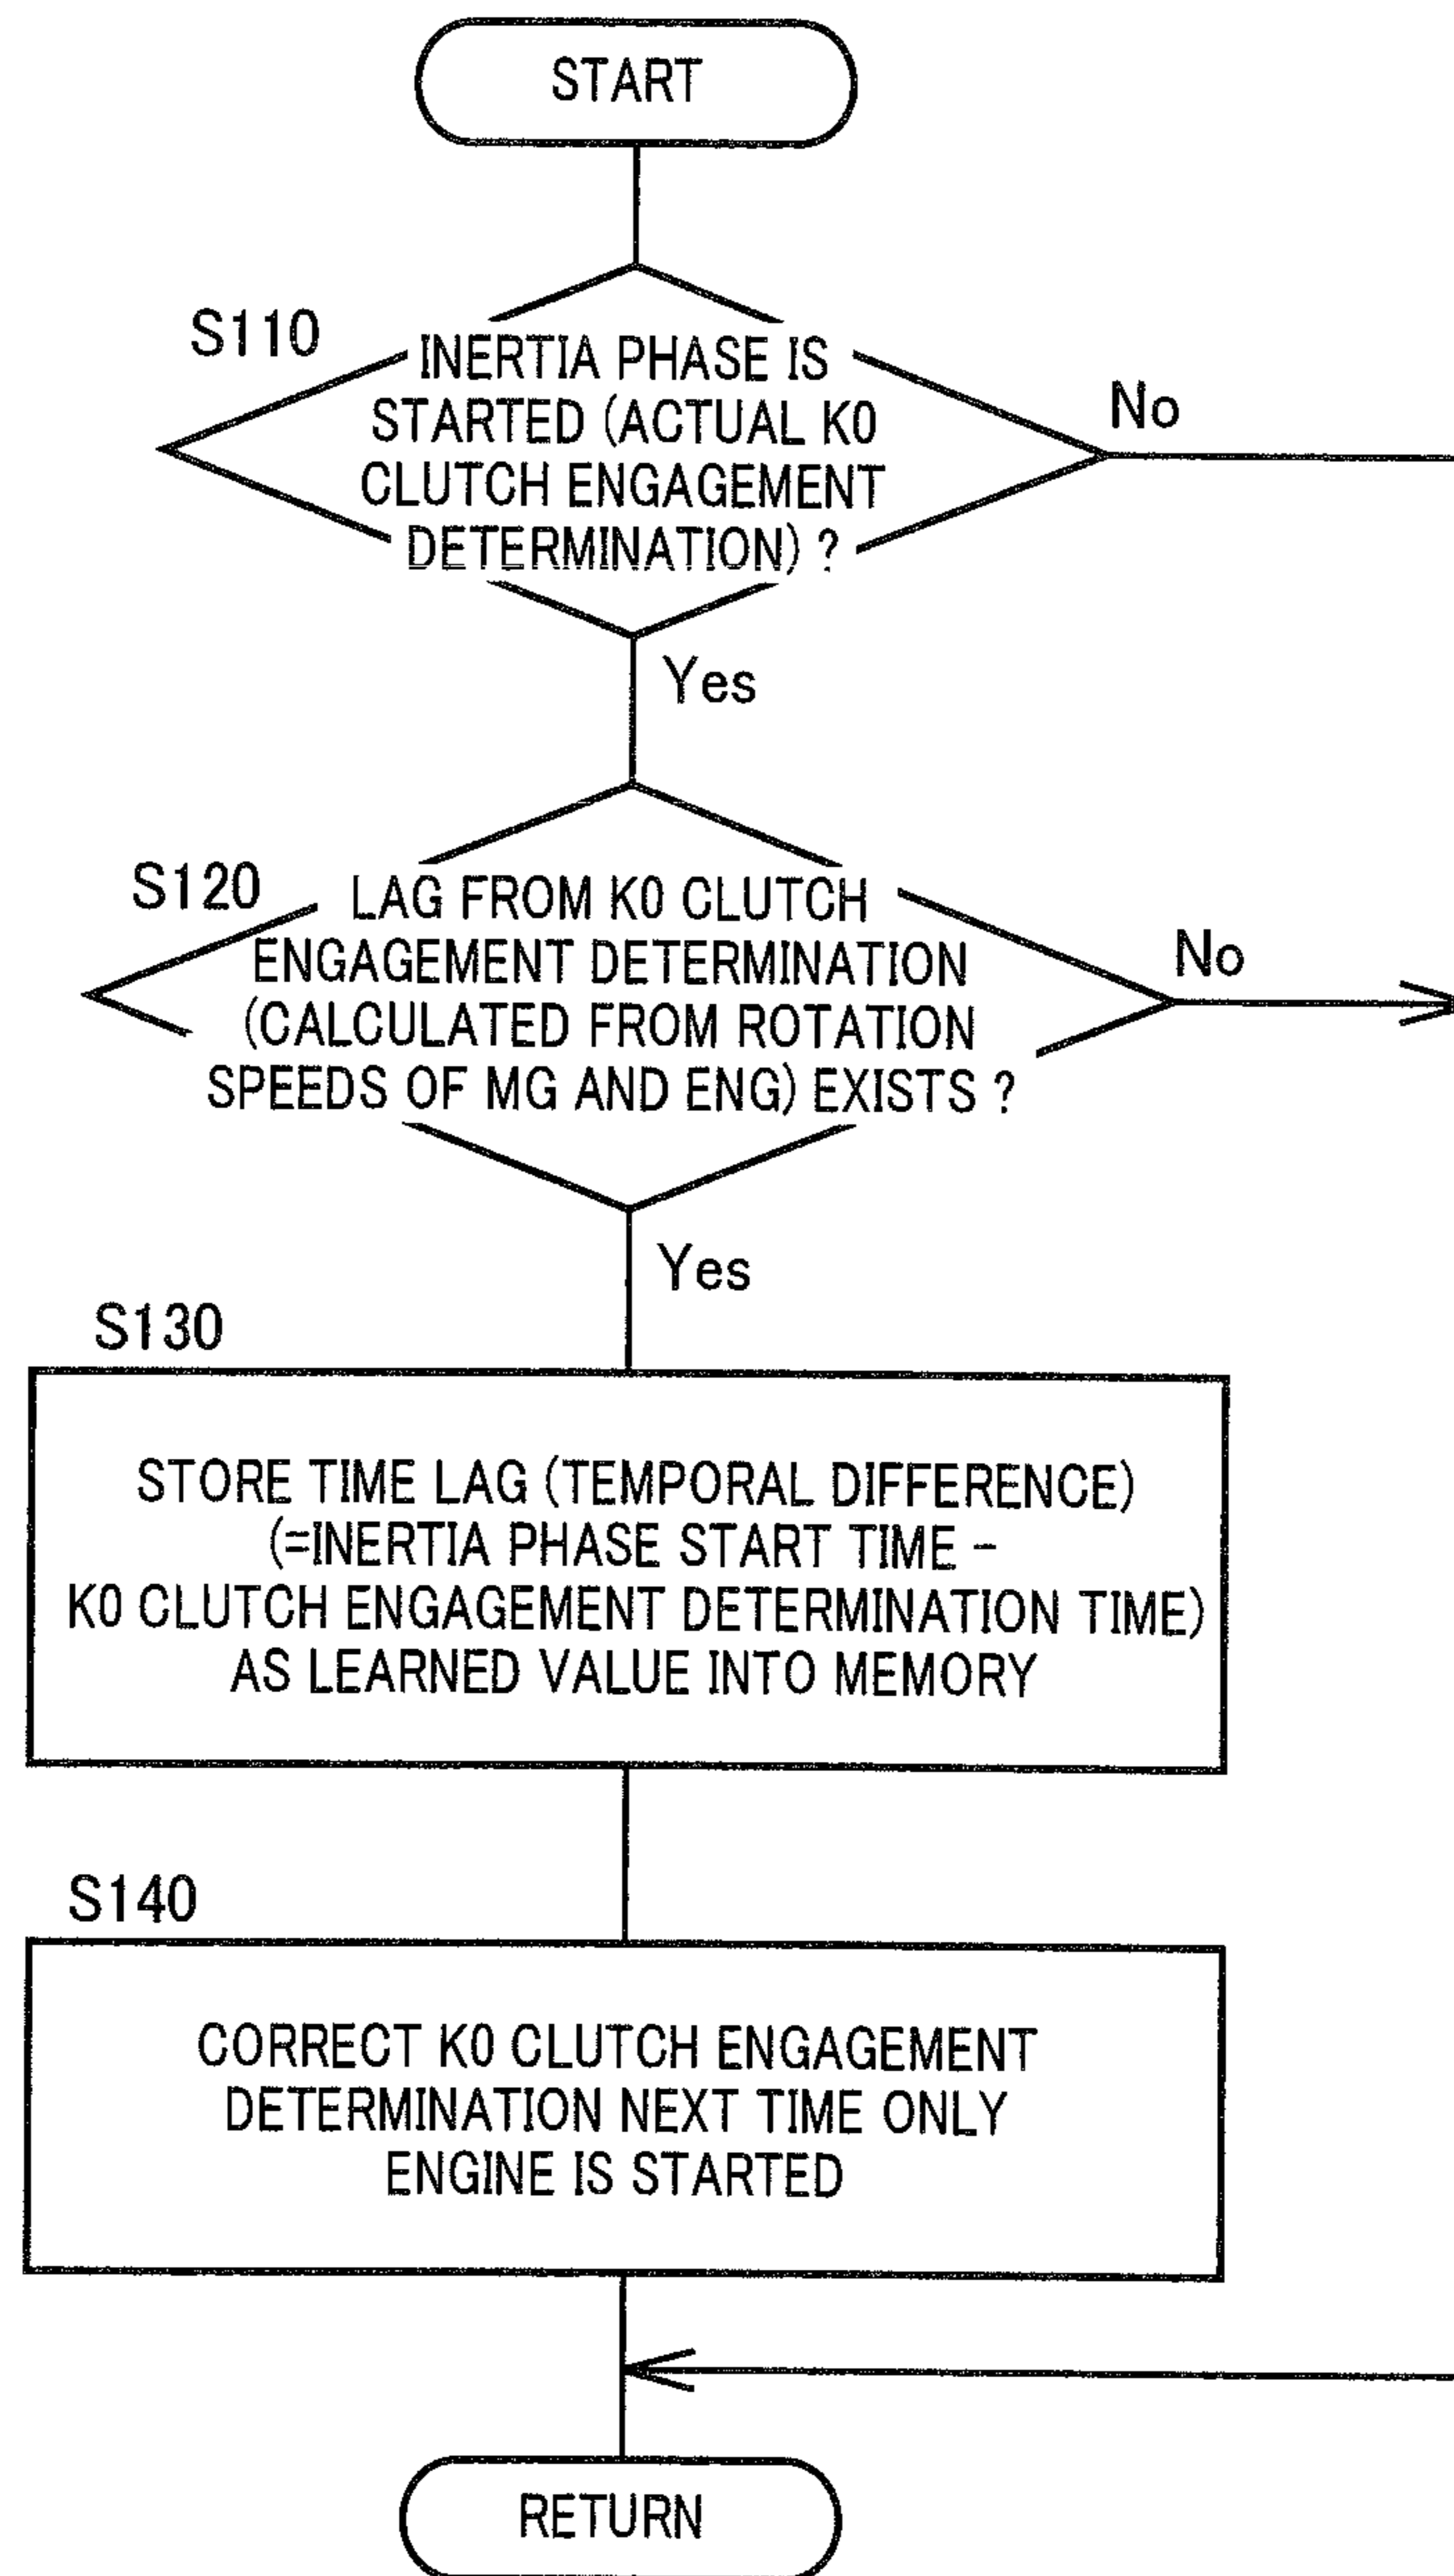 START
S110
INERTIA PHASE IS
STARTED (ACTUAL K0
CLUTCH ENGAGEMENT
DETERMINATION) ?
No
Yes
S120
LAG FROM K0 CLUTCH
ENGAGEMENT DETERMINATION
(CALCULATED FROM ROTATION
SPEEDS OF MG AND ENG) EXISTS ?
No
Yes
S130
STORE TIME LAG (TEMPORAL DIFFERENCE)
(=INERTIA PHASE START TIME -
K0 CLUTCH ENGAGEMENT DETERMINATION TIME)
AS LEARNED VALUE INTO MEMORY
S140
CORRECT K0 CLUTCH ENGAGEMENT
DETERMINATION NEXT TIME ONLY
ENGINE IS STARTED
RETURN